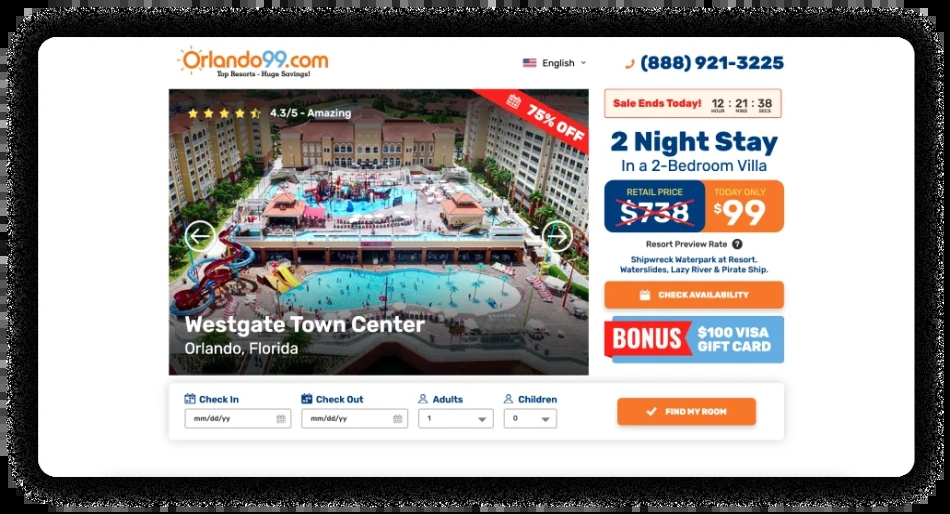 Orlando99.com
Top Resorts - Huge Savings!
English
(888) 921-3225
4.3/5 - Amazing
75% OFF
Westgate Town Center
Orlando, Florida
Sale Ends Today! 12 : 21 : 38
HOUR MINS SECS
2 Night Stay
In a 2-Bedroom Villa
RETAIL PRICE
$738
TODAY ONLY
$99
Resort Preview Rate ?
Shipwreck Waterpark at Resort.
Waterslides, Lazy River & Pirate Ship.
CHECK AVAILABILITY
BONUS
$100 VISA
GIFT CARD
Check In
mm/dd/yy
Check Out
mm/dd/yy
Adults
1
Children
0
FIND MY ROOM